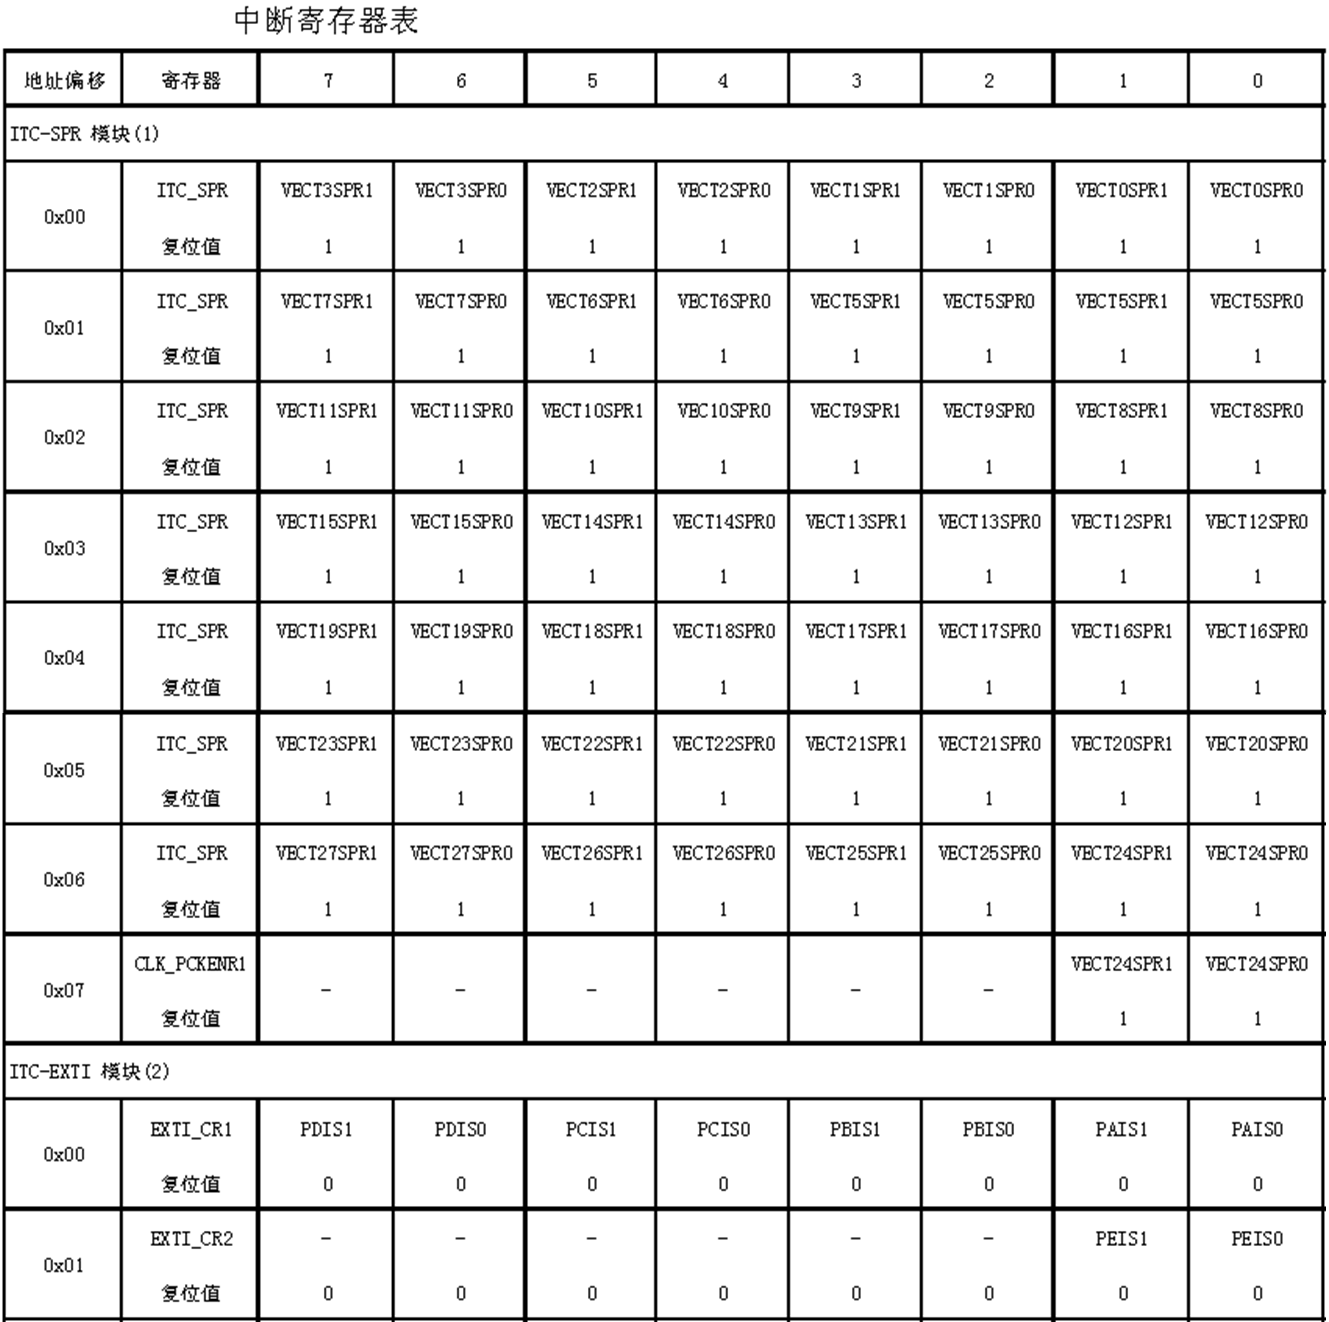 中断寄存器表
地址偏移 寄存器 7 6 5 4 3 2 1 0
ITC-SPR 模块(1)
0x00 ITC_SPR VECT3SPR1 VECT3SPR0 VECT2SPR1 VECT2SPR0 VECT1SPR1 VECT1SPR0 VECT0SPR1 VECT0SPR0
复位值 1 1 1 1 1 1 1 1
0x01 ITC_SPR VECT7SPR1 VECT7SPR0 VECT6SPR1 VECT6SPR0 VECT5SPR1 VECT5SPR0 VECT5SPR1 VECT5SPR0
复位值 1 1 1 1 1 1 1 1
0x02 ITC_SPR VECT11SPR1 VECT11SPR0 VECT10SPR1 VEC10SPR0 VECT9SPR1 VECT9SPR0 VECT8SPR1 VECT8SPR0
复位值 1 1 1 1 1 1 1 1
0x03 ITC_SPR VECT15SPR1 VECT15SPR0 VECT14SPR1 VECT14SPR0 VECT13SPR1 VECT13SPR0 VECT12SPR1 VECT12SPR0
复位值 1 1 1 1 1 1 1 1
0x04 ITC_SPR VECT19SPR1 VECT19SPR0 VECT18SPR1 VECT18SPR0 VECT17SPR1 VECT17SPR0 VECT16SPR1 VECT16SPR0
复位值 1 1 1 1 1 1 1 1
0x05 ITC_SPR VECT23SPR1 VECT23SPR0 VECT22SPR1 VECT22SPR0 VECT21SPR1 VECT21SPR0 VECT20SPR1 VECT20SPR0
复位值 1 1 1 1 1 1 1 1
0x06 ITC_SPR VECT27SPR1 VECT27SPR0 VECT26SPR1 VECT26SPR0 VECT25SPR1 VECT25SPR0 VECT24SPR1 VECT24SPR0
复位值 1 1 1 1 1 1 1 1
0x07 CLK_PCKENR1 - - - - - - VECT24SPR1 VECT24SPR0
复位值 1 1
ITC-EXTI 模块(2)
0x00 EXTI_CR1 PDIS1 PDIS0 PCIS1 PCIS0 PBIS1 PBIS0 PAIS1 PAIS0
复位值 0 0 0 0 0 0 0 0
0x01 EXTI_CR2 - - - - - - PEIS1 PEIS0
复位值 0 0 0 0 0 0 0 0